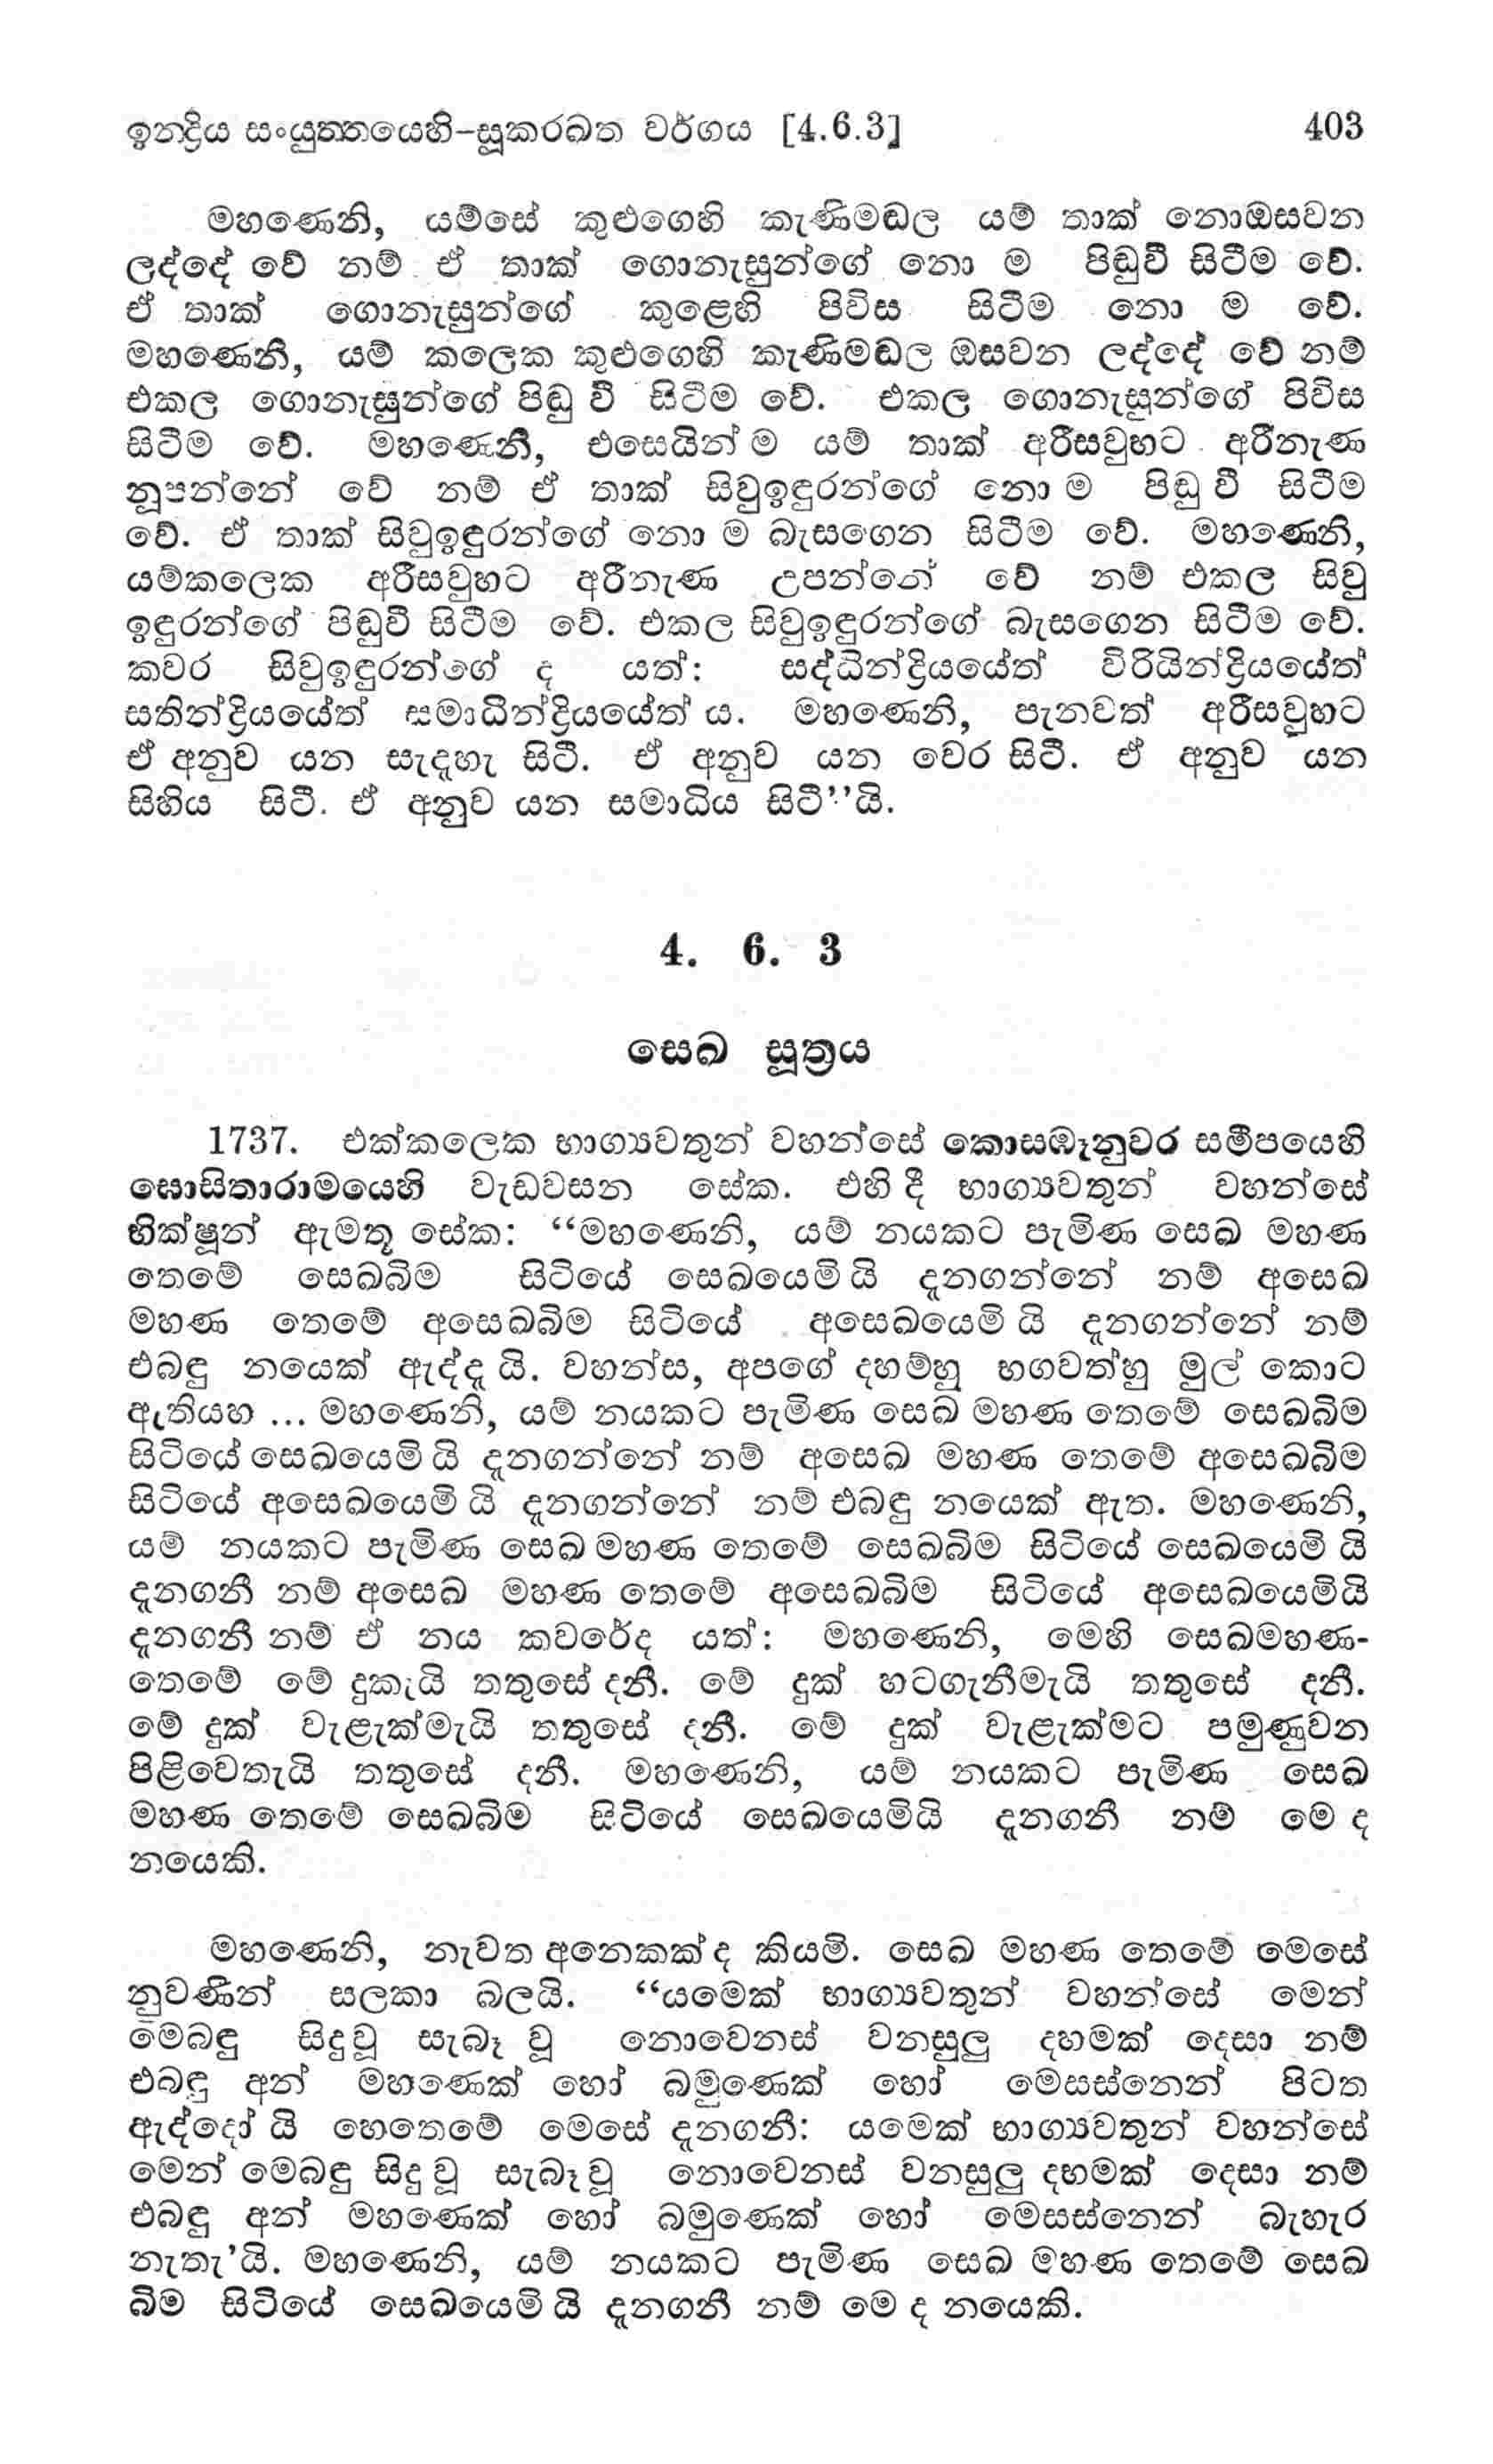 ඉන්ද්‍රිය සංයුත්තයෙහි-සූකරඛත වර්ගය [4.6.3] 403
මහණෙනි, යම්සේ කුළුගෙහි කැණිමඬල යම් තාක් නොඔසවන
ලද්දේ වේ නම් ඒ තාක් ගොනැසුන්ගේ නො ම පිඬුවී සිටීම වේ.
ඒ තාක් ගොනැසුන්ගේ කුළෙහි පිවිස සිටීම නො ම වේ.
මහණෙනී, යම් කලෙක කුළුගෙහි කැණිමඬල ඔසවන ලද්දේ වේ නම්
එකල ගොනැසුන්ගේ පිඬු වී සිටීම වේ. එකල ගොනැසුන්ගේ පිවිස
සිටීම වේ. මහණෙනී, එසෙයින් ම යම් තාක් අරීසවුහට අරීනැණ
නූපන්නේ වේ නම් ඒ තාක් සිවුඉඳුරන්ගේ නො ම පිඬු වී සිටීම
වේ. ඒ තාක් සිවුඉඳුරන්ගේ නො ම බැසගෙන සිටීම වේ. මහණෙනි,
යම්කලෙක අරීසවුහට අරීනැණ උපන්නේ වේ නම් එකල සිවු
ඉඳුරන්ගේ පිඬුවී සිටීම වේ. එකල සිවුඉඳුරන්ගේ බැසගෙන සිටීම වේ.
කවර සිවුඉඳුරන්ගේ ද යත්: සද්ධින්ද්‍රියයේත් විරියින්ද්‍රියයේත්
සතින්ද්‍රියයේත් සමාධීන්ද්‍රියයේත් ය. මහණෙනි, පැනවත් අරීසවුහට
ඒ අනුව යන සැදැහැ සිටී. ඒ අනුව යන වෙර සිටී. ඒ අනුව යන
සිහිය සිටී. ඒ අනුව යන සමාධිය සිටී’’යි.
4. 6. 3
සෙඛ සූත්‍රය
1737. එක්කලෙක භාග්‍යවතුන් වහන්සේ කොසඹෑනුවර සමීපයෙහි
ඝොසිතාරාමයෙහි වැඩවසන සේක. එහි දී භාග්‍යවතුන් වහන්සේ
භික්ෂූන් ඇමතූ සේක: “මහණෙනි, යම් නයකට පැමිණ සෙඛ මහණ
තෙමේ සෙඛබිම සිටියේ සෙඛයෙමි යි දැනගන්නේ නම් අසෙඛ
මහණ තෙමේ අසෙඛබිම සිටියේ අසෙඛයෙමි යි දැනගන්නේ නම්
එබඳු නයෙක් ඇද්දැ යි. වහන්ස, අපගේ දහම්හු භගවත්හු මුල් කොට
ඇතියහ ... මහණෙනි, යම් නයකට පැමිණ සෙඛ මහණ තෙමේ සෙඛබිම
සිටියේ සෙඛයෙමි යි දැනගන්නේ නම් අසෙඛ මහණ තෙමේ අසෙඛබිම
සිටියේ අසෙඛයෙමි යි දැනගන්නේ නම් එබඳු නයෙක් ඇත. මහණෙනි,
යම් නයකට පැමිණ සෙඛ මහණ තෙමේ සෙඛබිම සිටියේ සෙඛයෙමි යි
දැනගනී නම් අසෙඛ මහණ තෙමේ අසෙඛබිම සිටියේ අසෙඛයෙමියි
දැනගනී නම් ඒ නය කවරේද යත්: මහණෙනි, මෙහි සෙඛමහණ-
තෙමේ මේ දුකැයි තතුසේ දනී. මේ දුක් හටගැනීමැයි තතුසේ දනී.
මේ දුක් වැළැක්මැයි තතුසේ දනී. මේ දුක් වැළැක්මට පමුණුවන
පිළිවෙතැයි තතුසේ දනී. මහණෙනි, යම් නයකට පැමිණ සෙඛ
මහණ තෙමේ සෙඛබිම සිටියේ සෙඛයෙමියි දැනගනී නම් මෙ ද
නයෙකි.
මහණෙනි, නැවත අනෙකක් ද කියමි. සෙඛ මහණ තෙමේ මෙසේ
නුවණීන් සලකා බලයි. “යමෙක් භාග්‍යවතුන් වහන්සේ මෙන්
මෙබඳු සිදුවූ සැබෑ වූ නොවෙනස් වනසුලු දහමක් දෙසා නම්
එබඳු අන් මහණෙක් හෝ බමුණෙක් හෝ මෙසස්නෙන් පිටත
ඇද්දෝ යි හෙතෙමේ මෙසේ දැනගනී: යමෙක් භාග්‍යවතුන් වහන්සේ
මෙන් මෙබඳු සිදු වූ සැබෑ වූ නොවෙනස් වනසුලු දහමක් දෙසා නම්
එබඳු අන් මහණෙක් හෝ බමුණෙක් හෝ මෙසස්නෙන් බැහැර
නැතැ’යි. මහණෙනි, යම් නයකට පැමිණ සෙඛ මහණ තෙමේ සෙඛ
බිම සිටියේ සෙඛයෙමි යි දැනගනී නම් මෙ ද නයෙකි.